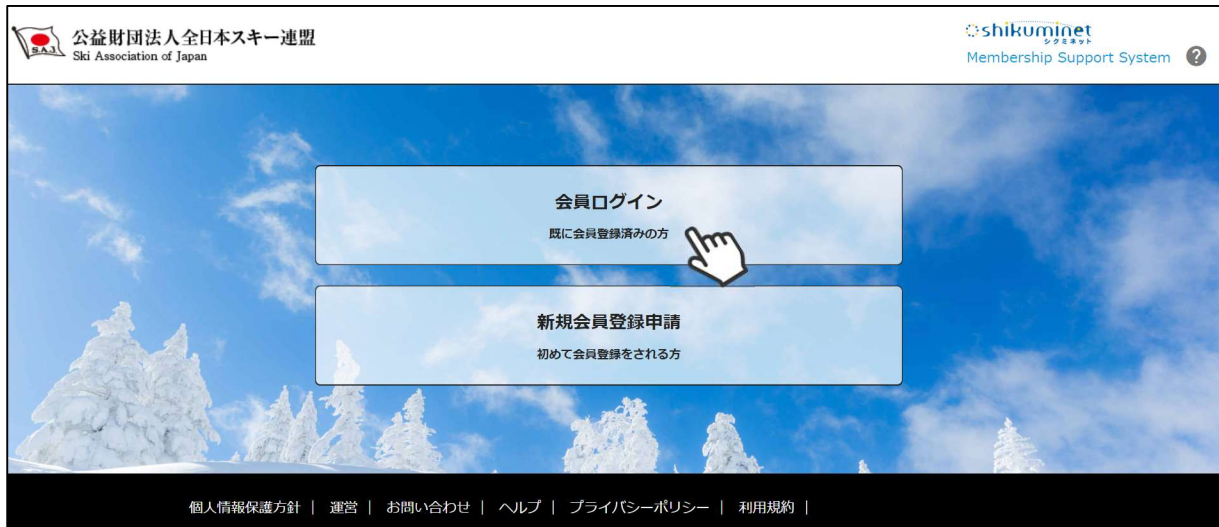 S.A.J.
公益財団法人全日本スキー連盟
Ski Association of Japan
shikuminet
シクミネット
Membership Support System ?
会員ログイン
既に会員登録済みの方
新規会員登録申請
初めて会員登録をされる方
個人情報保護方針 | 運営 | お問い合わせ | ヘルプ | プライバシーポリシー | 利用規約 |